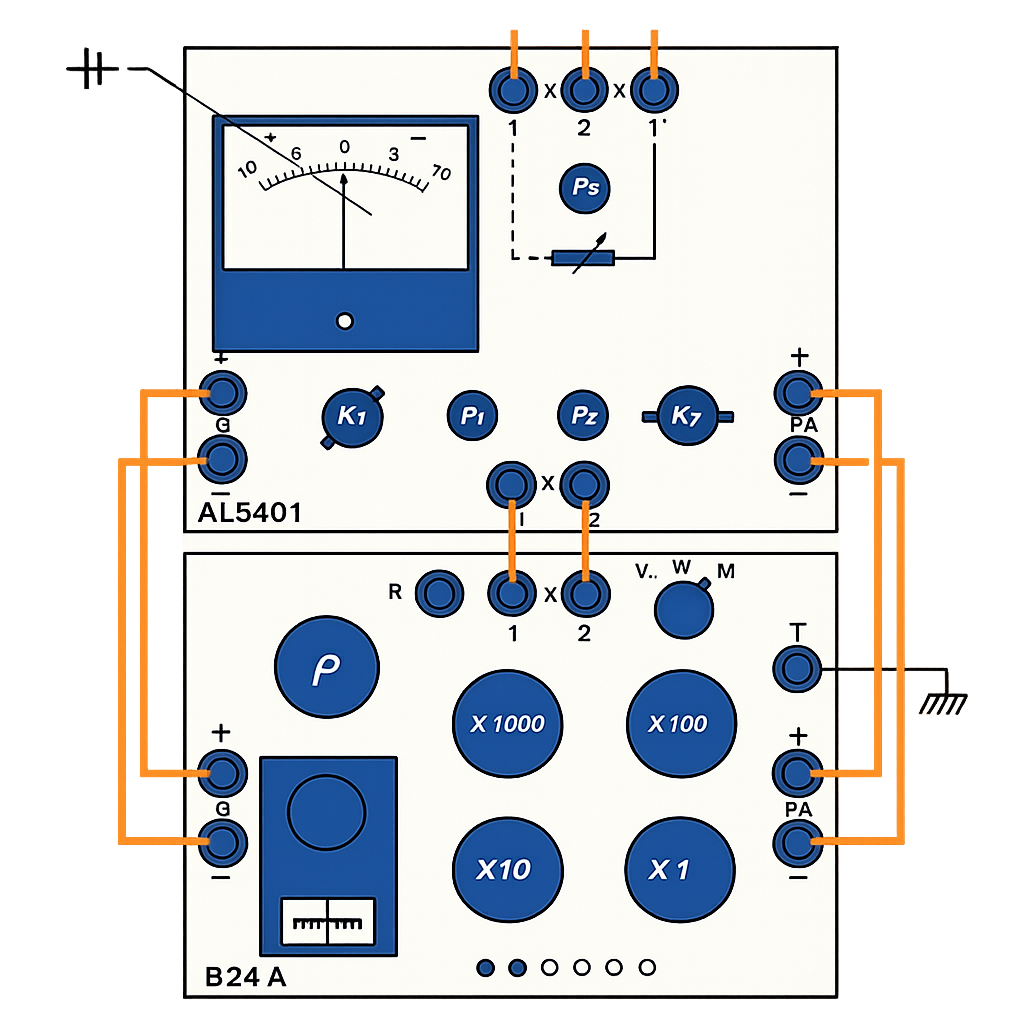 X X
1 2 1'
+ −
10 6 0 3 70
Ps
+ +
K1 P1 Pz K7
G PA
− −
X
1 2
AL5401
V.. W M
R X
1 2
T
ρ
X 1000 X 100
+ +
G PA
− −
X10 X 1
B24 A